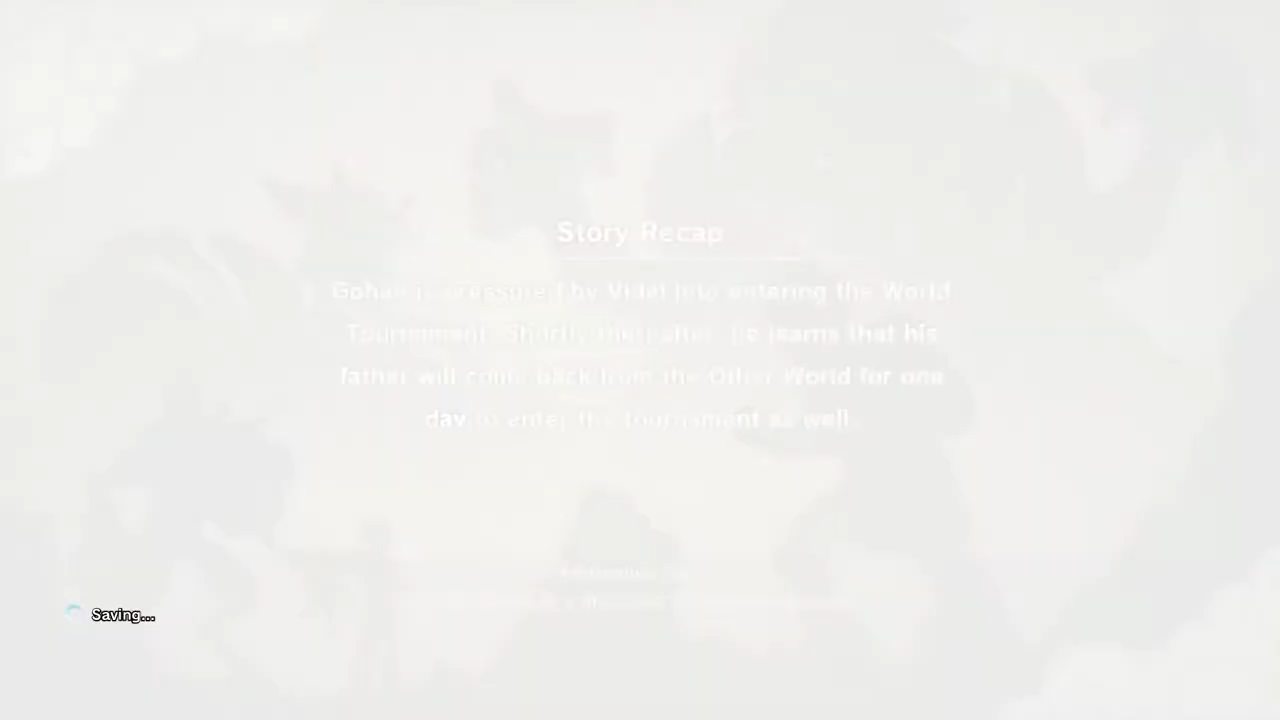 Story Recap
Gohan is pressured by Videl into entering the World
Tournament. Shortly thereafter, he learns that his
father will come back from the Other World for one
day to enter the tournament as well.
Saving...